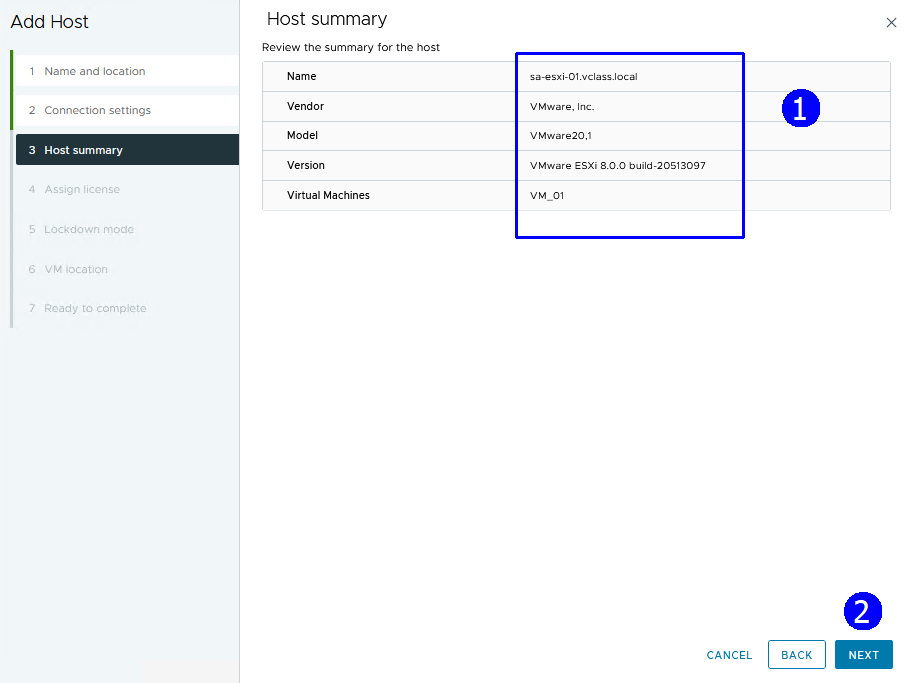 Add Host
1 Name and location
2 Connection settings
3 Host summary
4 Assign license
5 Lockdown mode
6 VM location
7 Ready to complete
Host summary
Review the summary for the host
Name sa-esxi-01.vclass.local
Vendor VMware, Inc.
Model VMware20,1
Version VMware ESXi 8.0.0 build-20513097
Virtual Machines VM_01
1
2
CANCEL BACK NEXT